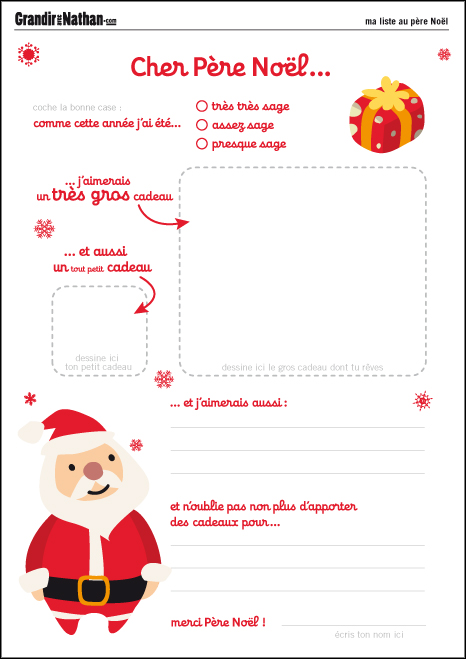 Grandir avec Nathan.com
ma liste au père Noël
Cher Père Noël...
coche la bonne case :
comme cette année j'ai été...
très très sage
assez sage
presque sage
... j'aimerais
un très gros cadeau
... et aussi
un tout petit cadeau
dessine ici
ton petit cadeau
dessine ici le gros cadeau dont tu rêves
... et j'aimerais aussi :
et n'oublie pas non plus d'apporter
des cadeaux pour...
merci Père Noël !
écris ton nom ici